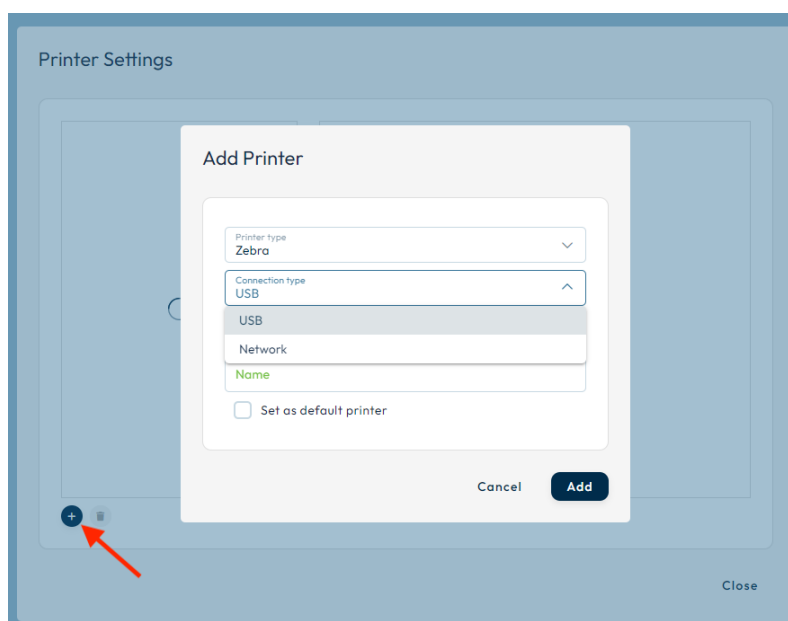 Printer Settings
Add Printer
Printer type
Zebra
Connection type
USB
USB
Network
Name
Set as default printer
Cancel
Add
Close